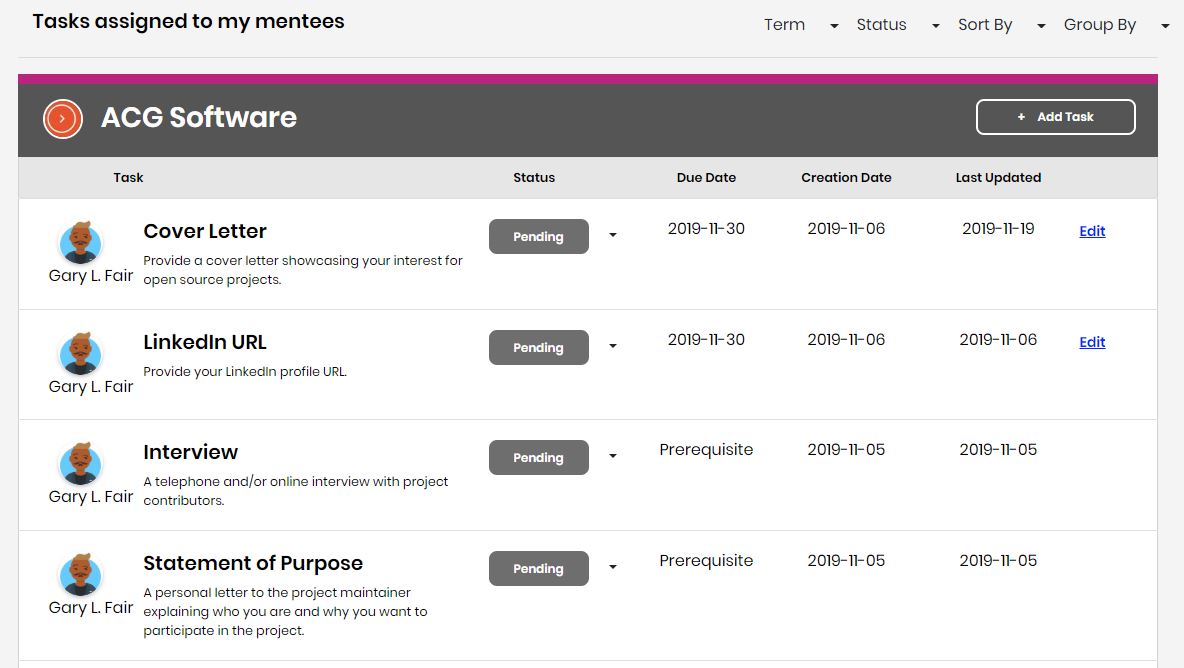 Tasks assigned to my mentees
Term Status Sort By Group By
ACG Software
+ Add Task
Task Status Due Date Creation Date Last Updated
Cover Letter Pending 2019-11-30 2019-11-06 2019-11-19 Edit
Provide a cover letter showcasing your interest for
open source projects.
Gary L. Fair
LinkedIn URL Pending 2019-11-30 2019-11-06 2019-11-06 Edit
Provide your LinkedIn profile URL.
Gary L. Fair
Interview Pending Prerequisite 2019-11-05 2019-11-05
A telephone and/or online interview with project
contributors.
Gary L. Fair
Statement of Purpose Pending Prerequisite 2019-11-05 2019-11-05
A personal letter to the project maintainer
explaining who you are and why you want to
participate in the project.
Gary L. Fair